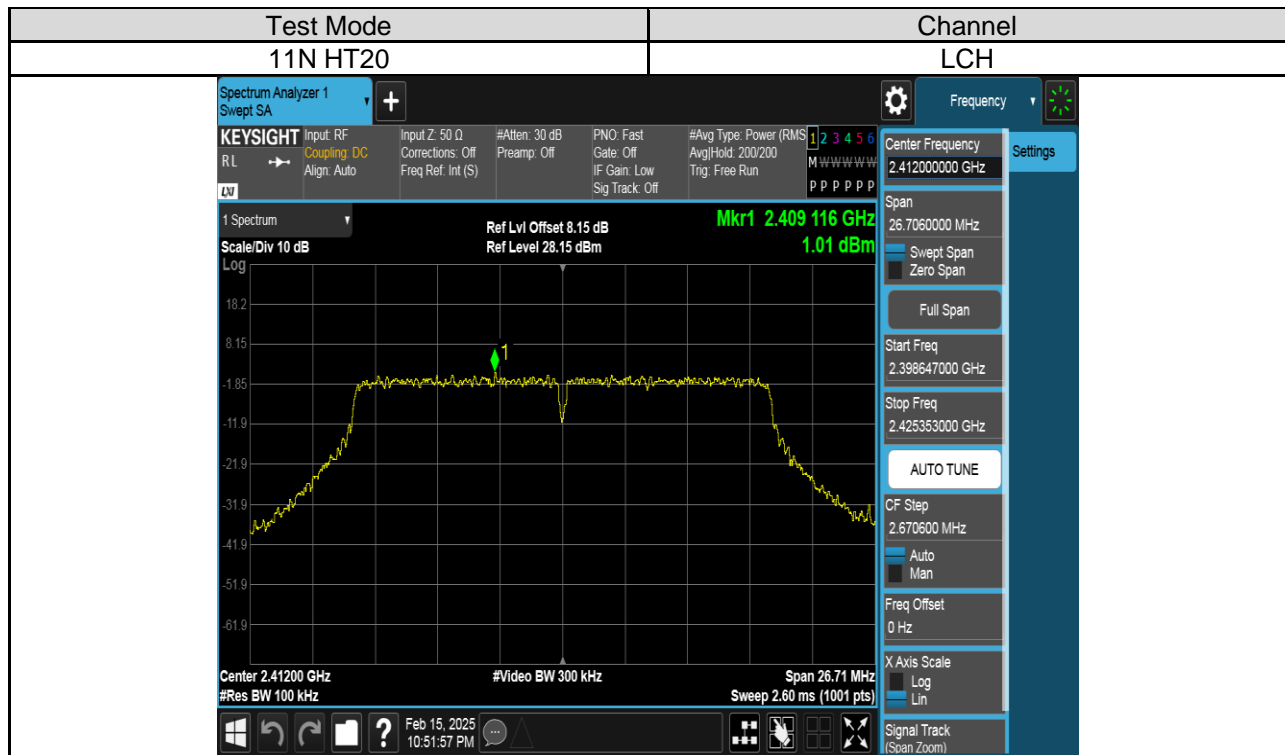 Test Mode Channel
11N HT20 LCH
Spectrum Analyzer 1
Swept SA
+
Frequency
KEYSIGHT Input: RF Input Z: 50 Ω #Atten: 30 dB PNO: Fast #Avg Type: Power (RMS 1 2 3 4 5 6
RL Coupling: DC Corrections: Off Preamp: Off Gate: Off Avg|Hold: 200/200 M W W W W W
Align: Auto Freq Ref: Int (S) IF Gain: Low Trig: Free Run
LXI Sig Track: Off P P P P P P
1 Spectrum Ref Lvl Offset 8.15 dB Mkr1 2.409 116 GHz
Scale/Div 10 dB Ref Level 28.15 dBm 1.01 dBm
Log
18.2
8.15
1
-1.85
-11.9
-21.9
-31.9
-41.9
-51.9
-61.9
Center 2.41200 GHz #Video BW 300 kHz Span 26.71 MHz
#Res BW 100 kHz Sweep 2.60 ms (1001 pts)
Feb 15, 2025
10:51:57 PM
?
Center Frequency
2.412000000 GHz
Settings
Span
26.7060000 MHz
Swept Span
Zero Span
Full Span
Start Freq
2.398647000 GHz
Stop Freq
2.425353000 GHz
AUTO TUNE
CF Step
2.670600 MHz
Auto
Man
Freq Offset
0 Hz
X Axis Scale
Log
Lin
Signal Track
(Span Zoom)